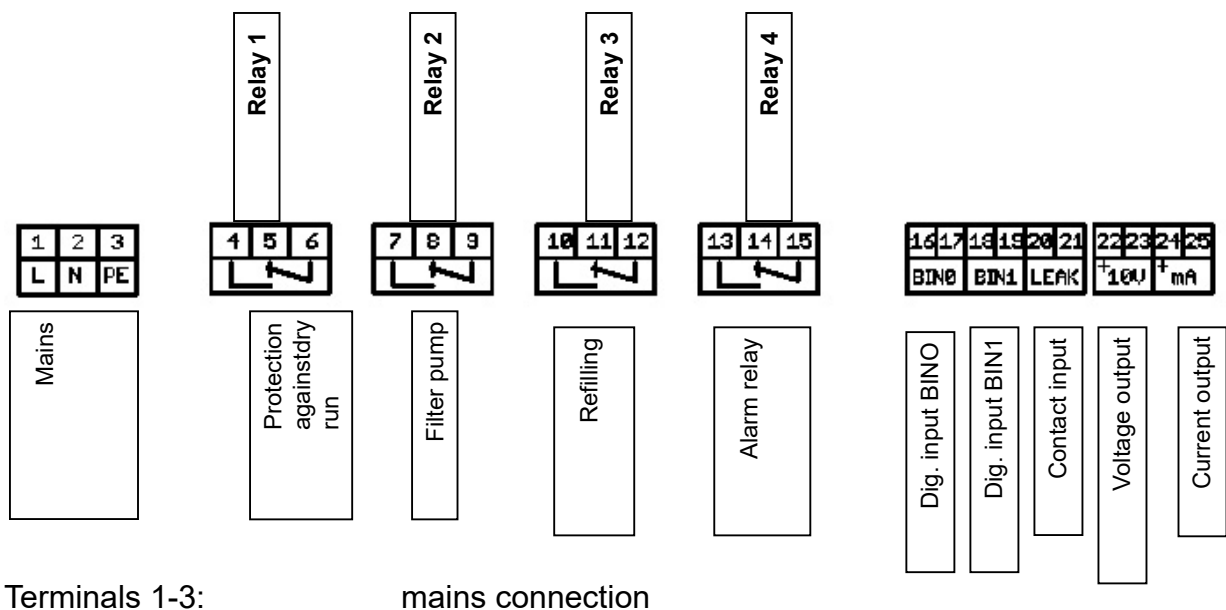 Relay 1
Relay 2
Relay 3
Relay 4
1 2 3
L N PE
4 5 6
7 8 9
10 11 12
13 14 15
16 17 18 19 20 21
BIN0 BIN1 LEAK
22 23 24 25
+10V +mA
Mains
Protection
againstdry
run
Filter pump
Refilling
Alarm relay
Dig. input BINO
Dig. input BIN1
Contact input
Voltage output
Current output
Terminals 1-3: mains connection